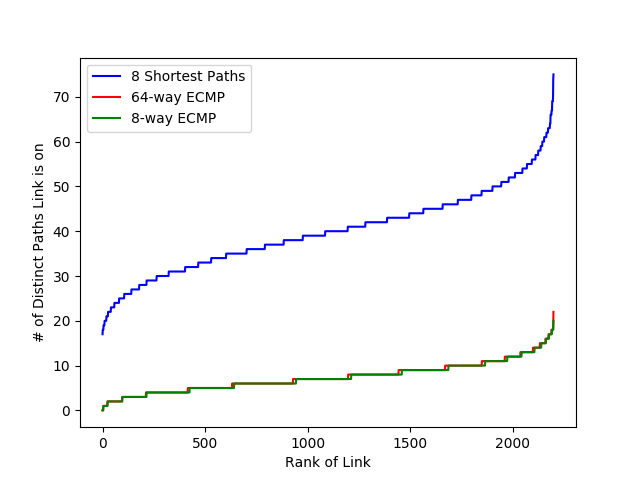 8 Shortest Paths
64-way ECMP
8-way ECMP
# of Distinct Paths Link is on
70
60
50
40
30
20
10
0
0 500 1000 1500 2000
Rank of Link